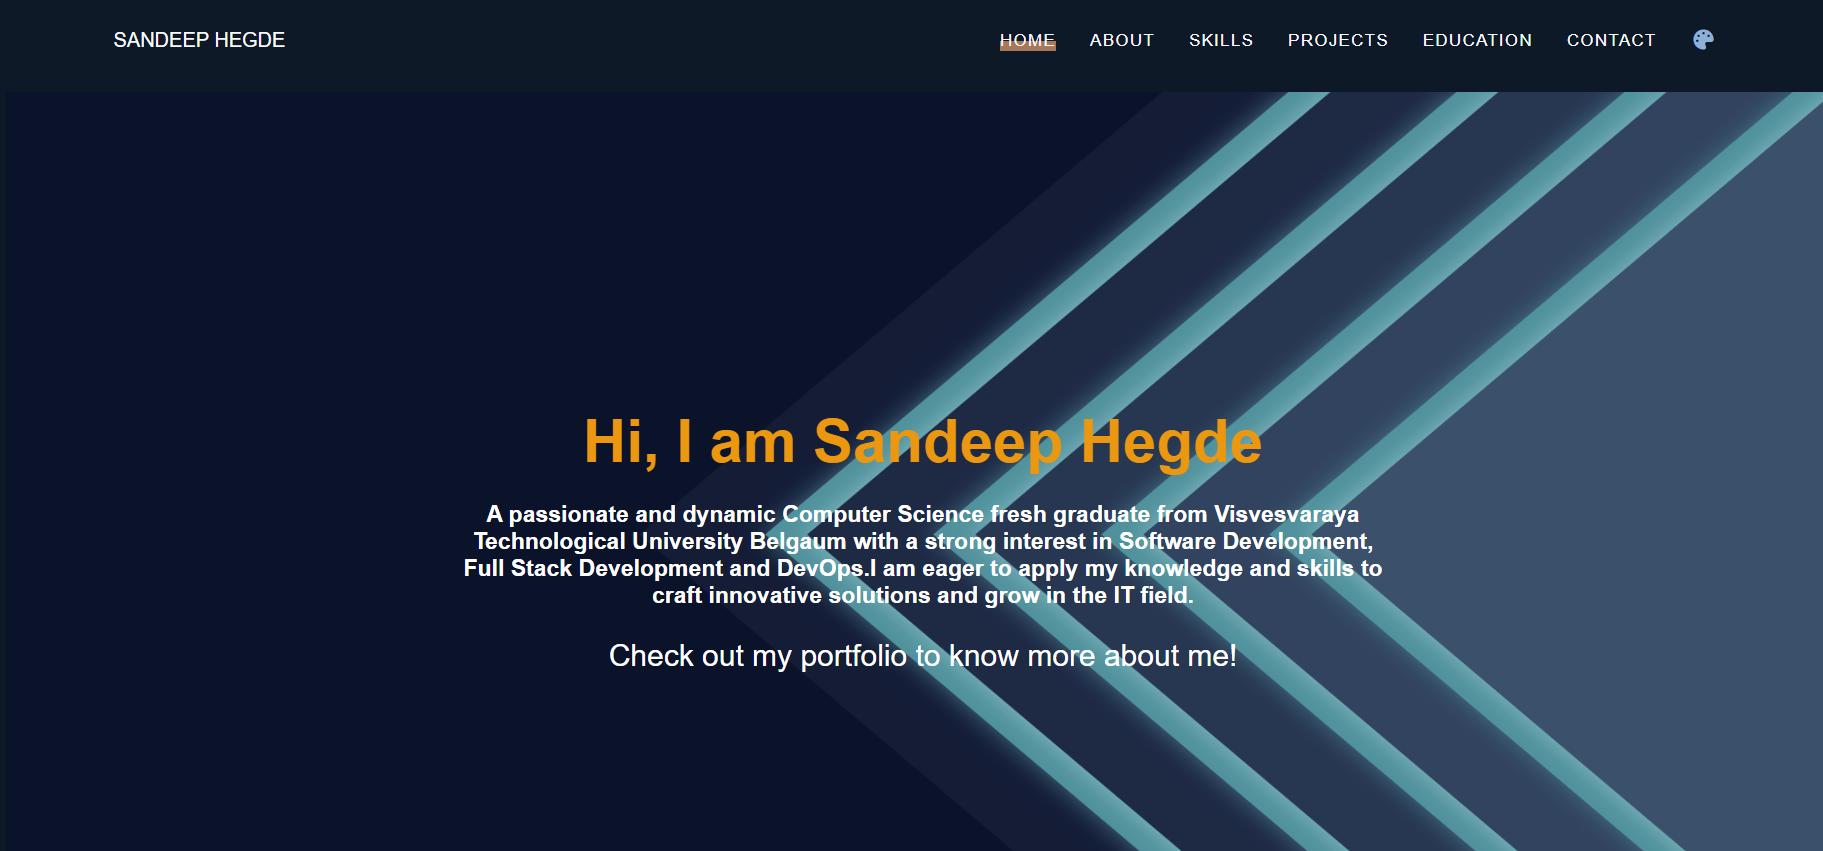 SANDEEP HEGDE
HOME ABOUT SKILLS PROJECTS EDUCATION CONTACT
Hi, I am Sandeep Hegde
A passionate and dynamic Computer Science fresh graduate from Visvesvaraya
Technological University Belgaum with a strong interest in Software Development,
Full Stack Development and DevOps.I am eager to apply my knowledge and skills to
craft innovative solutions and grow in the IT field.
Check out my portfolio to know more about me!